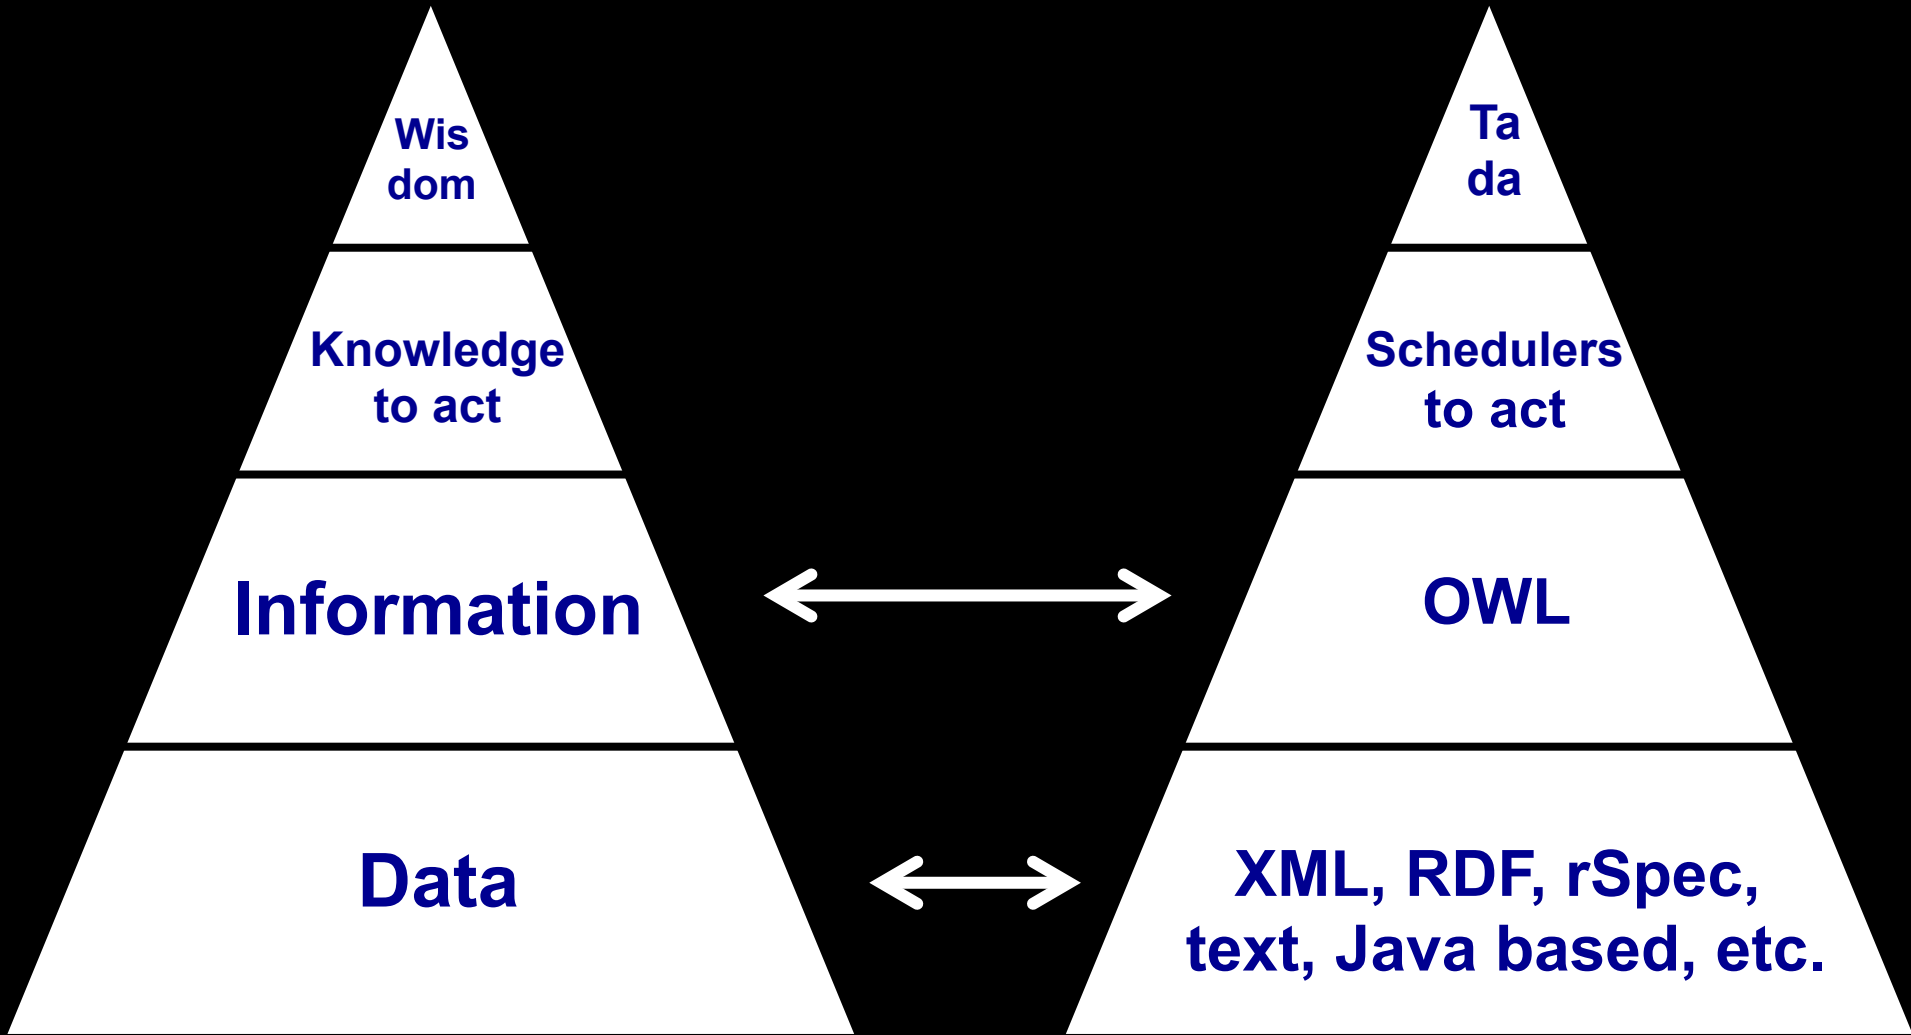 Wis
dom
Knowledge
to act
Information
Data
Ta
da
Schedulers
to act
OWL
XML, RDF, rSpec,
text, Java based, etc.